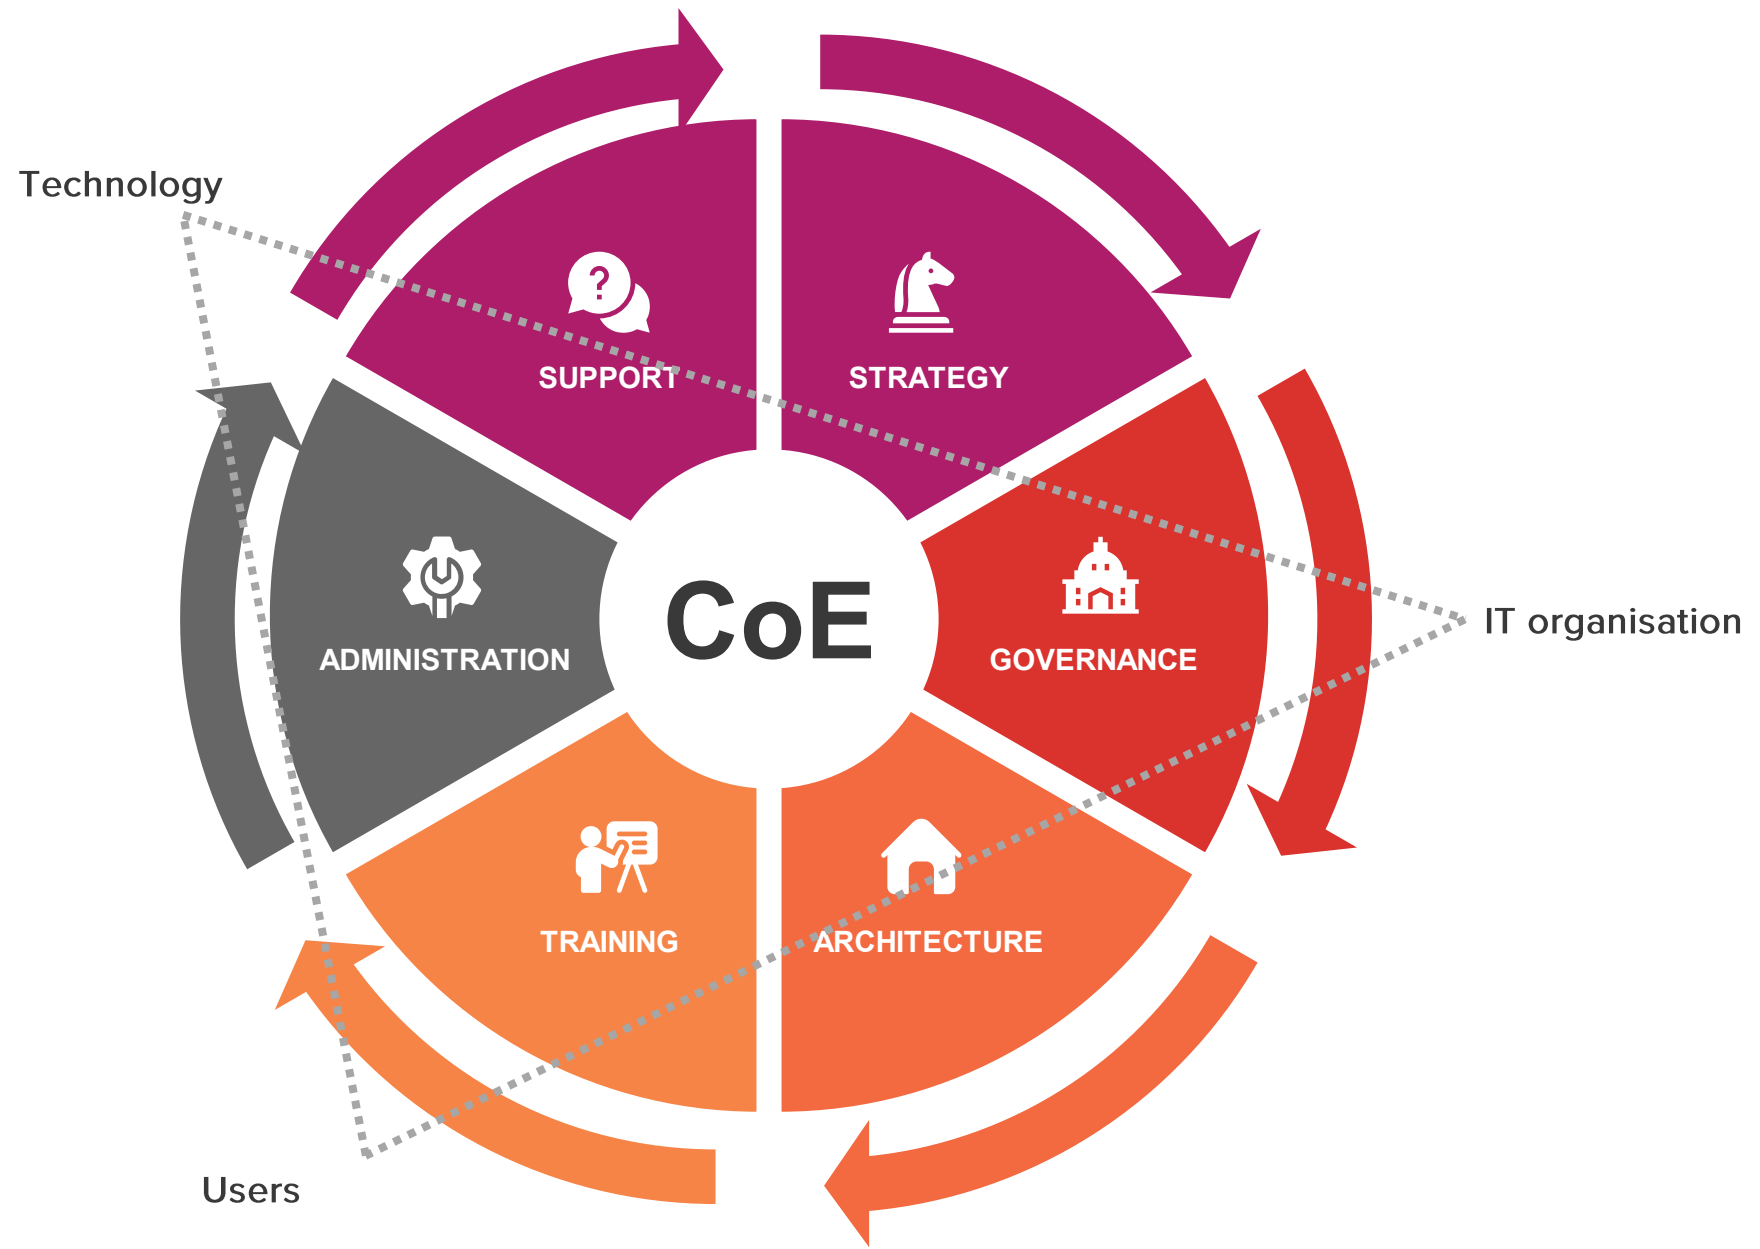 Technology
SUPPORT
STRATEGY
?
CoE
IT organisation
ADMINISTRATION
GOVERNANCE
TRAINING
ARCHITECTURE
Users